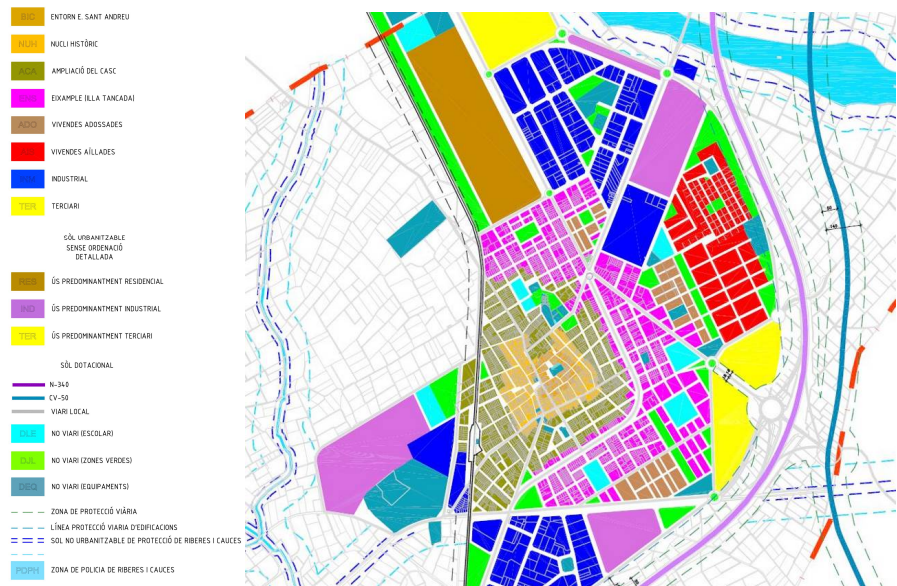 BIC ENTORN E. SANT ANDREU
NUH NUCLI HISTÒRIC
ACA AMPLIACIÓ DEL CASC
EIXAMPLE (ILLA TANCADA)
ADO VIVENDES ADOSSADES
VIVENDES AÏLLADES
INDUSTRIAL
TER TERCIARI
SÒL URBANITZABLE
SENSE ORDENACIÓ
DETALLADA
RES ÚS PREDOMINANTMENT RESIDENCIAL
IND ÚS PREDOMINANTMENT INDUSTRIAL
TER ÚS PREDOMINANTMENT TERCIARI
SÒL DOTACIONAL
N-340
CV-50
VIARI LOCAL
DLE NO VIARI (ESCOLAR)
DJL NO VIARI (ZONES VERDES)
DEQ NO VIARI (EQUIPAMENTS)
ZONA DE PROTECCIÓ VIÀRIA
LÍNEA PROTECCIÓ VIARIA D'EDIFICACIONS
SOL NO URBANITZABLE DE PROTECCIÓ DE RIBERES I CAUCES
PDPH ZONA DE POLICIA DE RIBERES I CAUCES